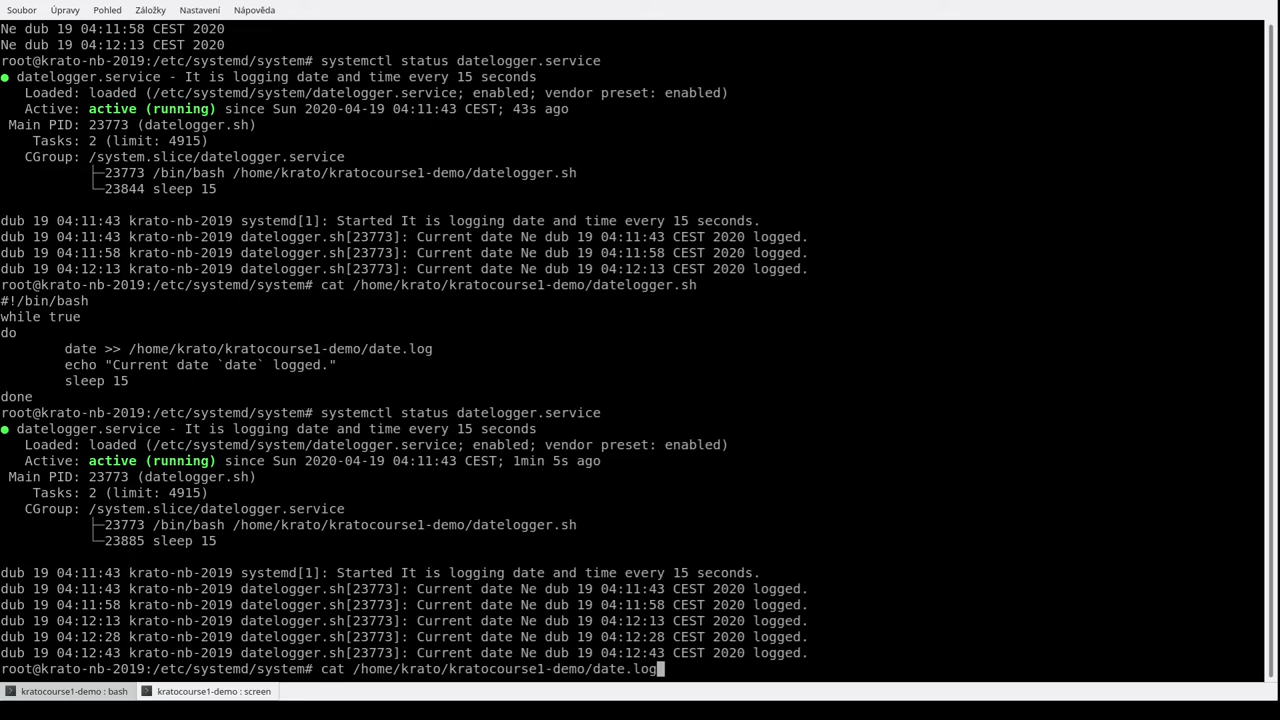 Soubor Úpravy Pohled Záložky Nastavení Nápověda
Ne dub 19 04:11:58 CEST 2020
Ne dub 19 04:12:13 CEST 2020
root@krato-nb-2019:/etc/systemd/system# systemctl status datelogger.service
● datelogger.service - It is logging date and time every 15 seconds
   Loaded: loaded (/etc/systemd/system/datelogger.service; enabled; vendor preset: enabled)
   Active: active (running) since Sun 2020-04-19 04:11:43 CEST; 43s ago
 Main PID: 23773 (datelogger.sh)
    Tasks: 2 (limit: 4915)
   CGroup: /system.slice/datelogger.service
           ├─23773 /bin/bash /home/krato/kratocourse1-demo/datelogger.sh
           └─23844 sleep 15

dub 19 04:11:43 krato-nb-2019 systemd[1]: Started It is logging date and time every 15 seconds.
dub 19 04:11:43 krato-nb-2019 datelogger.sh[23773]: Current date Ne dub 19 04:11:43 CEST 2020 logged.
dub 19 04:11:58 krato-nb-2019 datelogger.sh[23773]: Current date Ne dub 19 04:11:58 CEST 2020 logged.
dub 19 04:12:13 krato-nb-2019 datelogger.sh[23773]: Current date Ne dub 19 04:12:13 CEST 2020 logged.
root@krato-nb-2019:/etc/systemd/system# cat /home/krato/kratocourse1-demo/datelogger.sh
#!/bin/bash
while true
do
        date >> /home/krato/kratocourse1-demo/date.log
        echo "Current date `date` logged."
        sleep 15
done
root@krato-nb-2019:/etc/systemd/system# systemctl status datelogger.service
● datelogger.service - It is logging date and time every 15 seconds
   Loaded: loaded (/etc/systemd/system/datelogger.service; enabled; vendor preset: enabled)
   Active: active (running) since Sun 2020-04-19 04:11:43 CEST; 1min 5s ago
 Main PID: 23773 (datelogger.sh)
    Tasks: 2 (limit: 4915)
   CGroup: /system.slice/datelogger.service
           ├─23773 /bin/bash /home/krato/kratocourse1-demo/datelogger.sh
           └─23885 sleep 15

dub 19 04:11:43 krato-nb-2019 systemd[1]: Started It is logging date and time every 15 seconds.
dub 19 04:11:43 krato-nb-2019 datelogger.sh[23773]: Current date Ne dub 19 04:11:43 CEST 2020 logged.
dub 19 04:11:58 krato-nb-2019 datelogger.sh[23773]: Current date Ne dub 19 04:11:58 CEST 2020 logged.
dub 19 04:12:13 krato-nb-2019 datelogger.sh[23773]: Current date Ne dub 19 04:12:13 CEST 2020 logged.
dub 19 04:12:28 krato-nb-2019 datelogger.sh[23773]: Current date Ne dub 19 04:12:28 CEST 2020 logged.
dub 19 04:12:43 krato-nb-2019 datelogger.sh[23773]: Current date Ne dub 19 04:12:43 CEST 2020 logged.
root@krato-nb-2019:/etc/systemd/system# cat /home/krato/kratocourse1-demo/date.log
kratocourse1-demo : bash kratocourse1-demo : screen